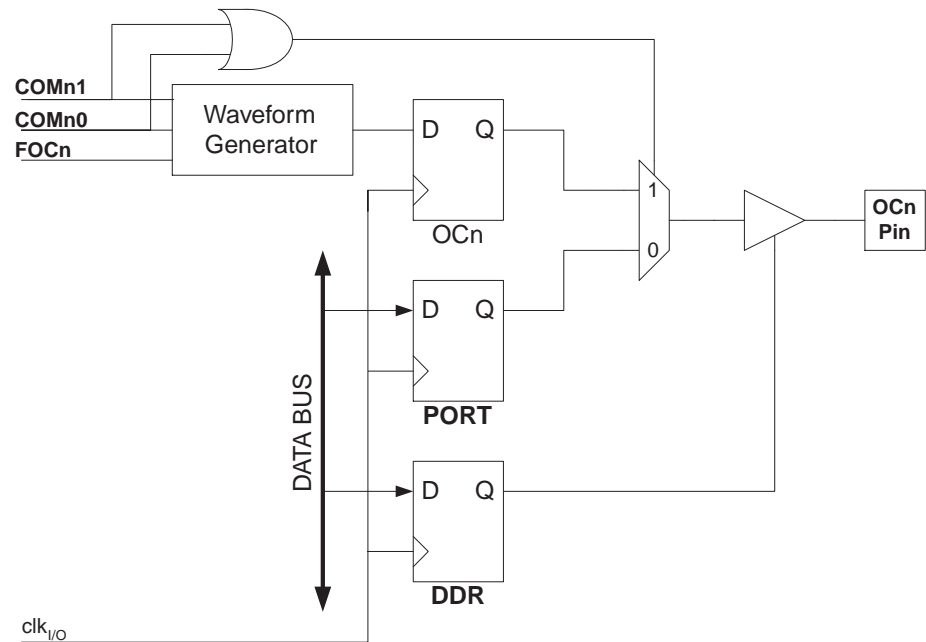 COMn1
COMn0
FOCn
Waveform
Generator
D Q
OCn
1
0
OCn
Pin
D Q
PORT
DATA BUS
D Q
DDR
clkI/O